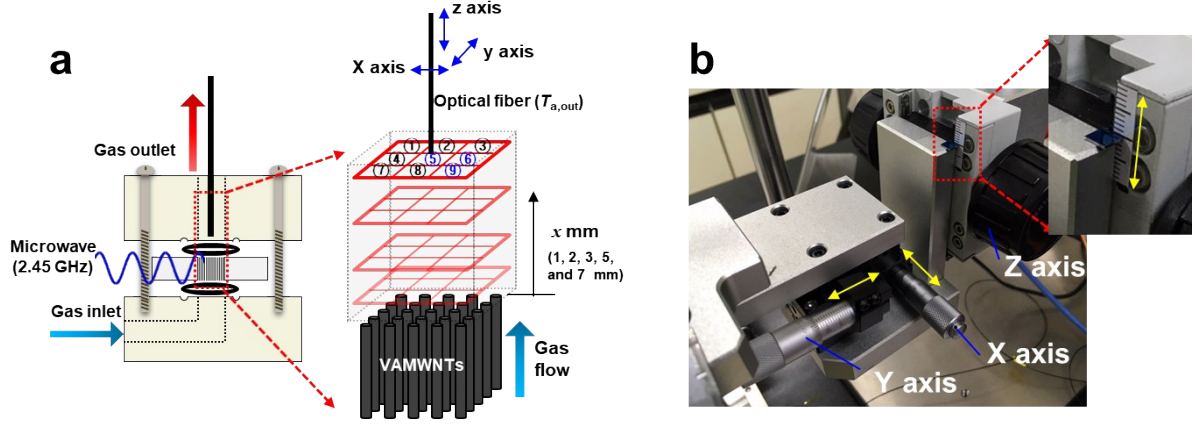 a
z axis
y axis
X axis
Optical fiber (Ta,out)
① ② ③
④ ⑤ ⑥
⑦ ⑧ ⑨
Gas outlet
Microwave
(2.45 GHz)
Gas inlet
x mm
(1, 2, 3, 5,
and 7 mm)
VAMWNTs
Gas
flow
b
Z axis
X axis
Y axis